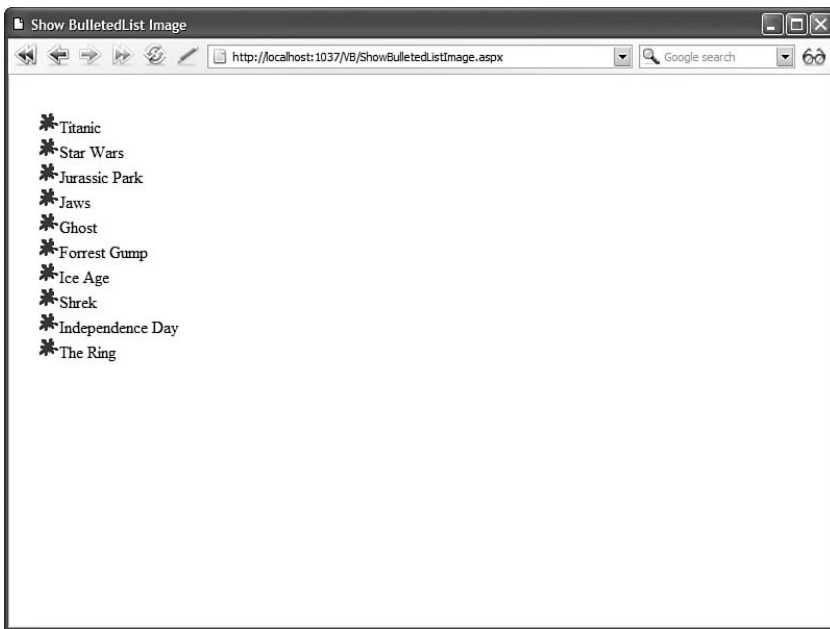 Show BulletedList Image
http://localhost:1037/VB/ShowBulletedListImage.aspx
Google search
Titanic
Star Wars
Jurassic Park
Jaws
Ghost
Forrest Gump
Ice Age
Shrek
Independence Day
The Ring